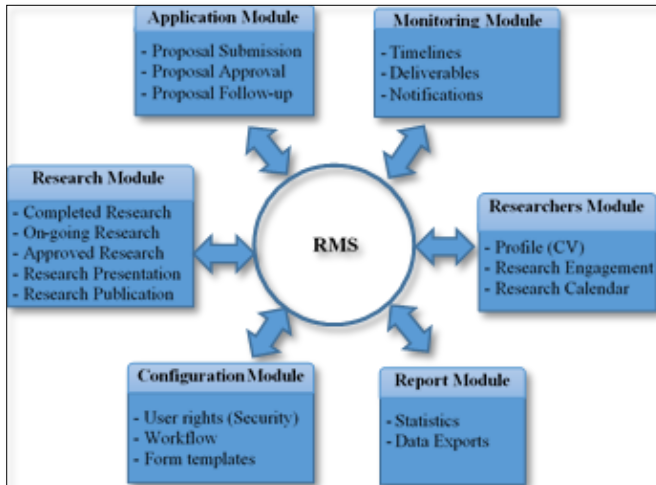 Application Module
- Proposal Submission
- Proposal Approval
- Proposal Follow-up
Monitoring Module
- Timelines
- Deliverables
- Notifications
Research Module
- Completed Research
- On-going Research
- Approved Research
- Research Presentation
- Research Publication
RMS
Researchers Module
- Profile (CV)
- Research Engagement
- Research Calendar
Configuration Module
- User rights (Security)
- Workflow
- Form templates
Report Module
- Statistics
- Data Exports